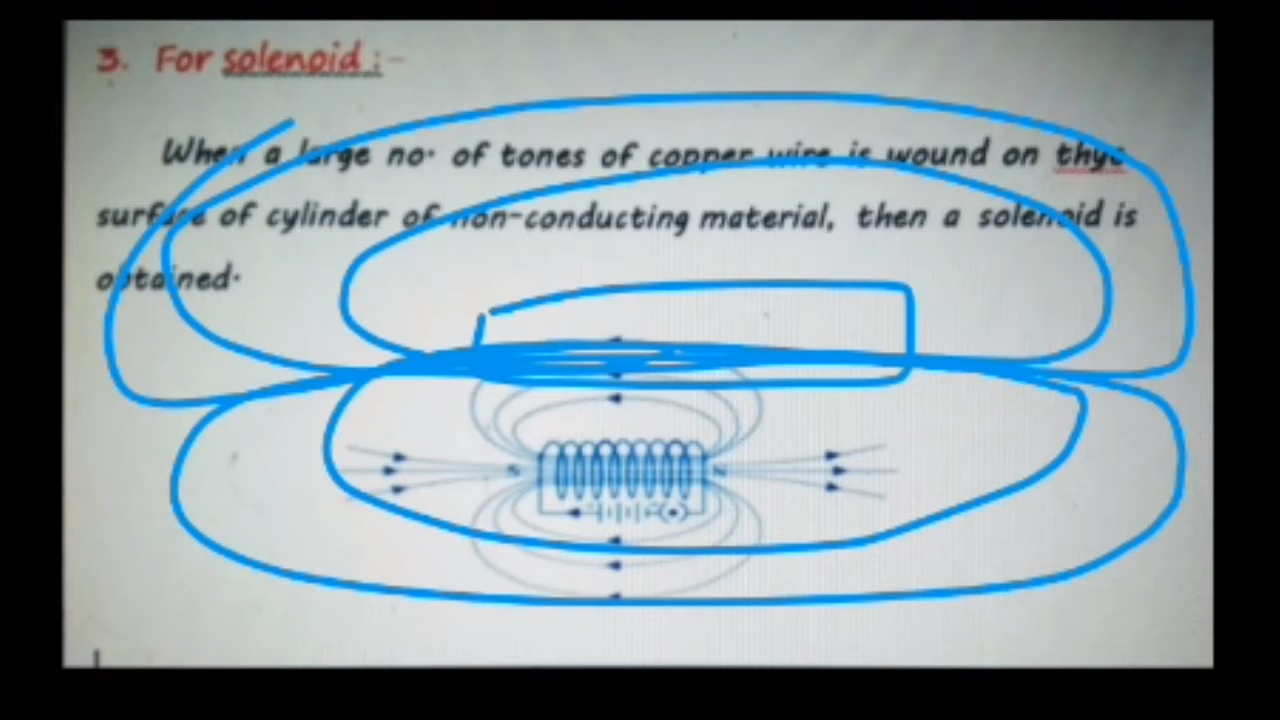 3. For solenoid :-
When a large no. of tones of copper wire is wound on thye
surface of cylinder of non-conducting material, then a solenoid is
obtained.